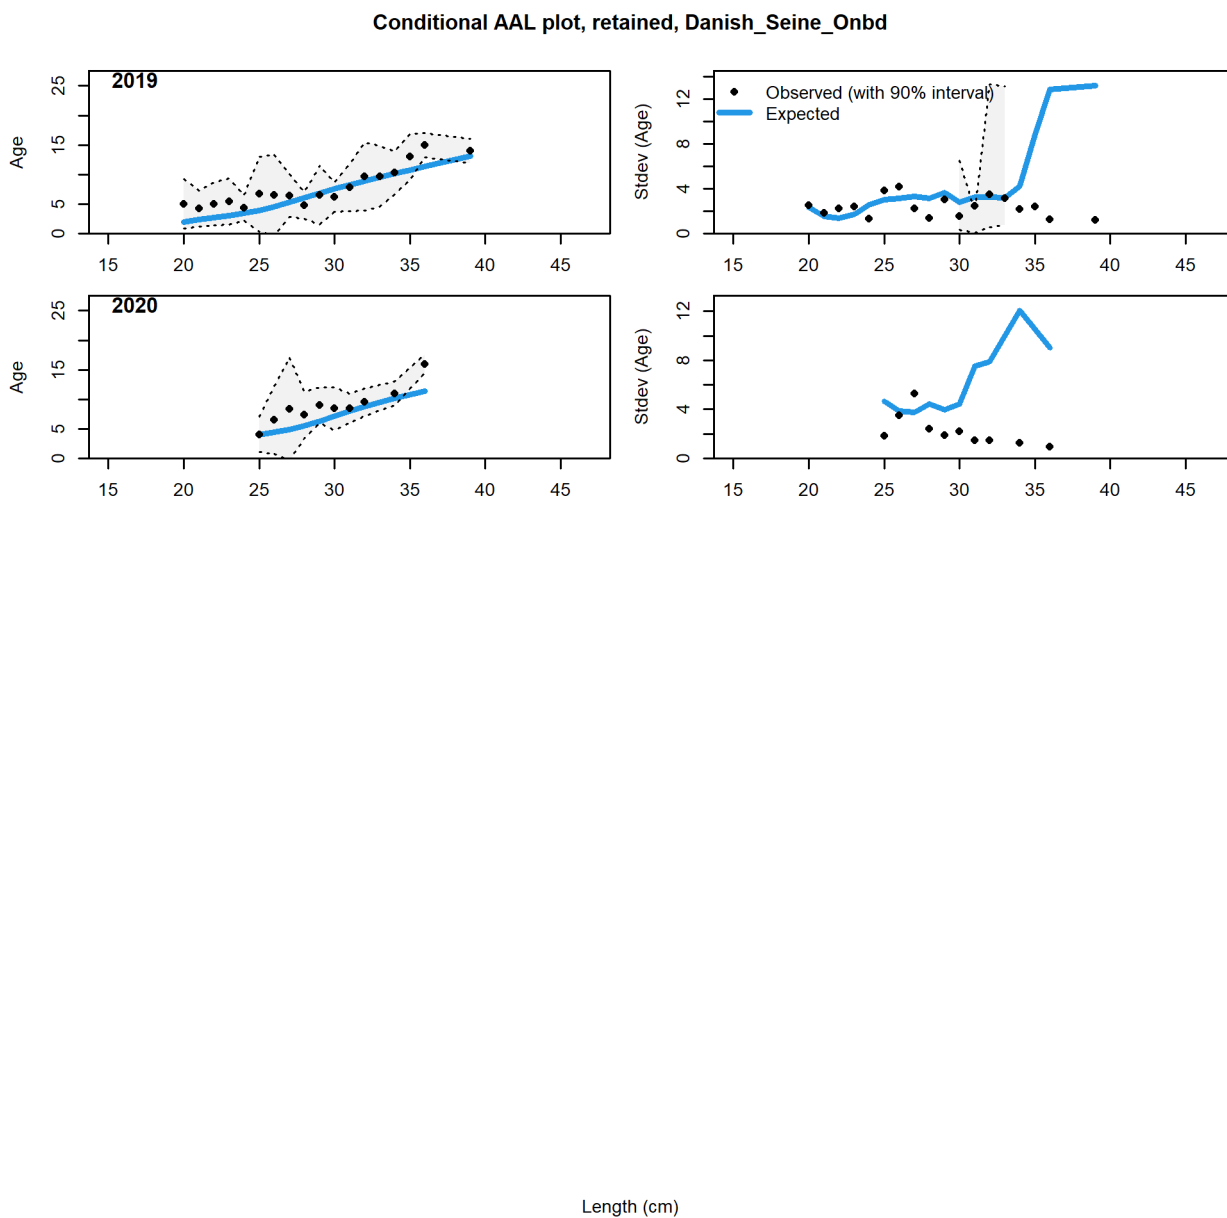 Conditional AAL plot, retained, Danish_Seine_Onbd
2019
Age
0 5 15 25
15 20 25 30 35 40 45
Observed (with 90% interval)
Expected
Stdev (Age)
0 4 8 12
15 20 25 30 35 40 45
2020
Age
0 5 15 25
15 20 25 30 35 40 45
Stdev (Age)
0 4 8 12
15 20 25 30 35 40 45
Length (cm)